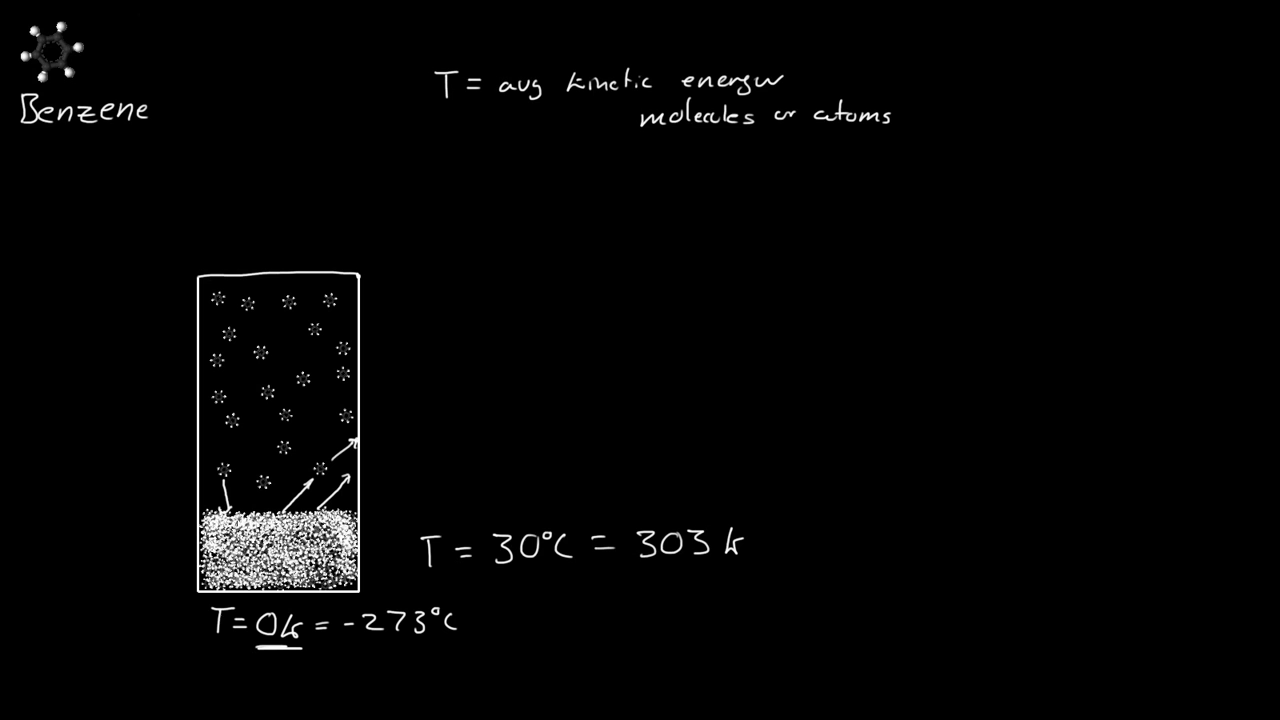 Benzene
T = avg kinetic energy
molecules or atoms
T = 30°C = 303 K
T = 0K = -273°C